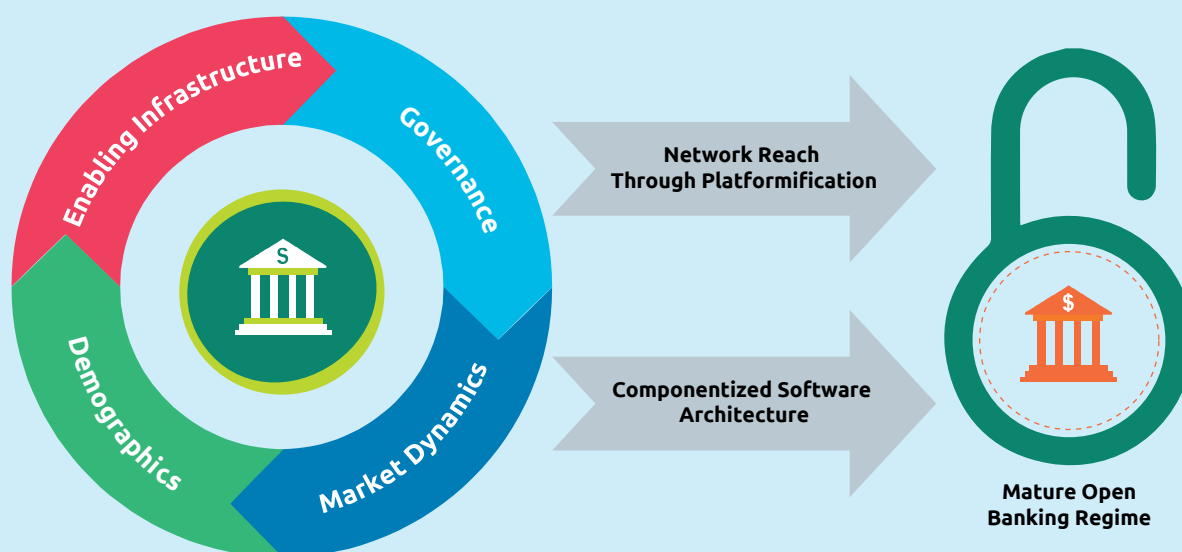 Enabling Infrastructure
Governance
Market Dynamics
Demographics
S
Network Reach
Through Platformification
Componentized Software
Architecture
$
Mature Open
Banking Regime